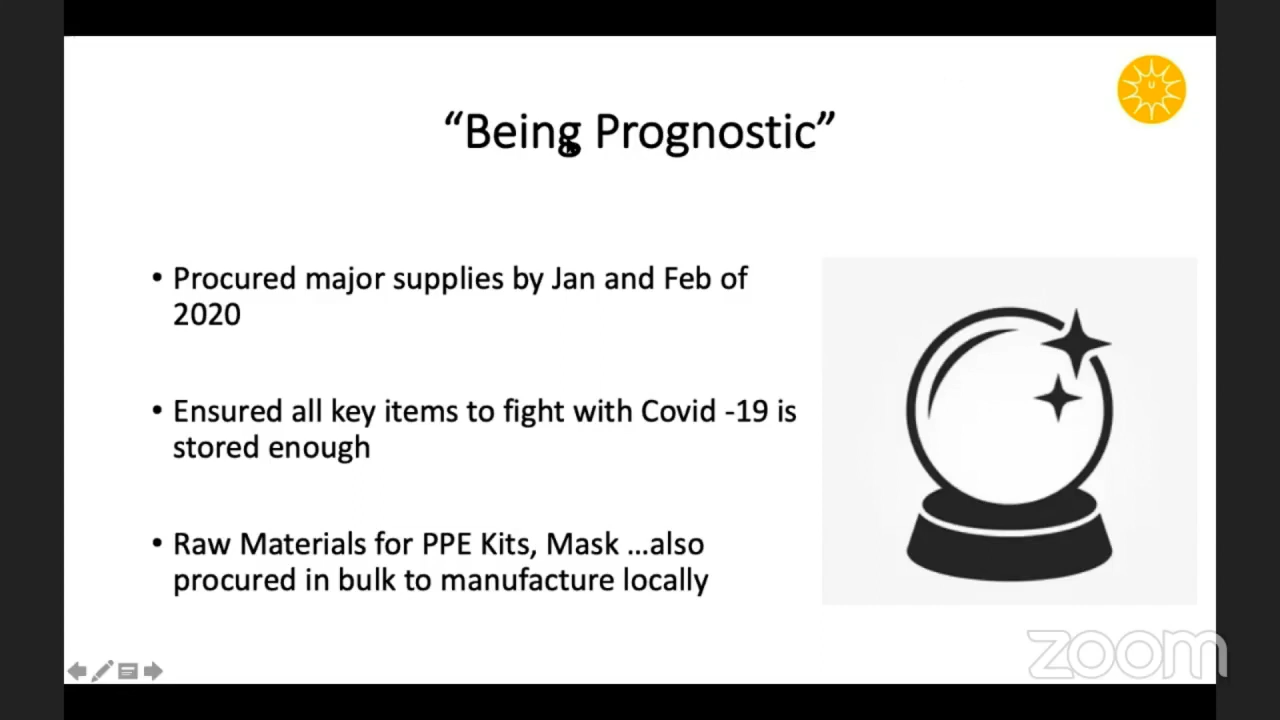 “Being Prognostic”
• Procured major supplies by Jan and Feb of
2020
• Ensured all key items to fight with Covid -19 is
stored enough
• Raw Materials for PPE Kits, Mask …also
procured in bulk to manufacture locally
zoom